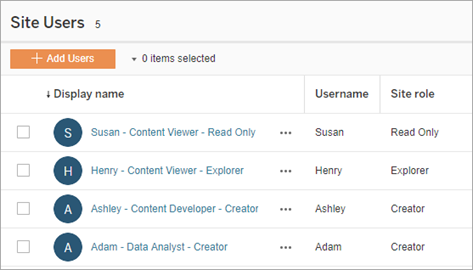 Site Users 5
+ Add Users ▾ 0 items selected
↓ Display name Username Site role
S Susan - Content Viewer - Read Only ••• Susan Read Only
H Henry - Content Viewer - Explorer ••• Henry Explorer
A Ashley - Content Developer - Creator ••• Ashley Creator
A Adam - Data Analyst - Creator ••• Adam Creator